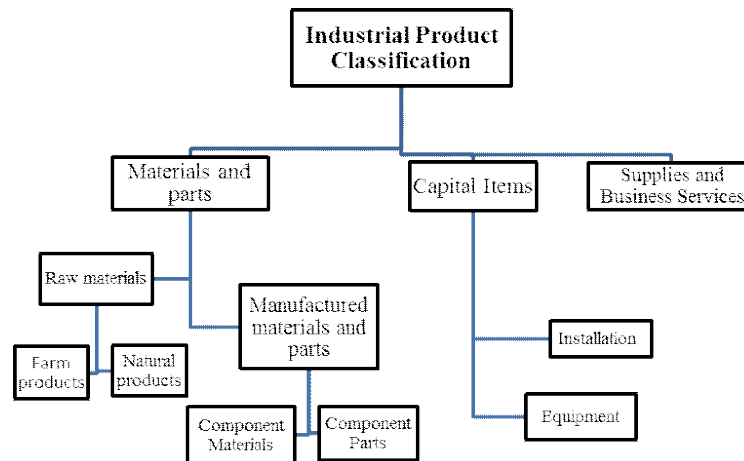 Industrial Product
Classification
Materials and
parts
Capital Items
Supplies and
Business Services
Raw materials
Manufactured
materials and
parts
Farm
products
Natural
products
Installation
Equipment
Component
Materials
Component
Parts